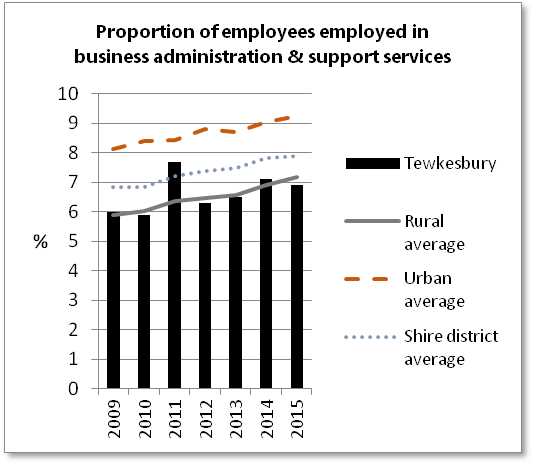 Proportion of employees employed in
business administration & support services
10
9
8
7
6
5
4
3
2
1
0
%
2009
2010
2011
2012
2013
2014
2015
Tewkesbury
Rural
average
Urban
average
Shire district
average